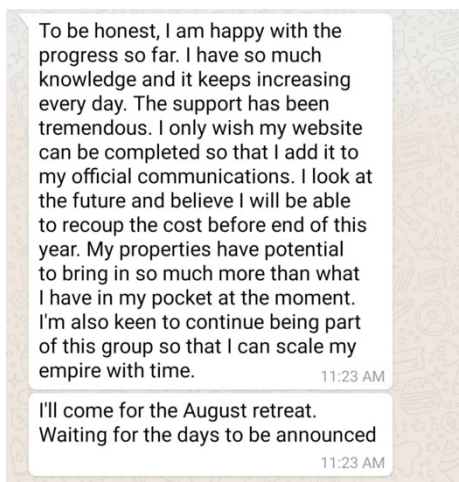 To be honest, I am happy with the
progress so far. I have so much
knowledge and it keeps increasing
every day. The support has been
tremendous. I only wish my website
can be completed so that I add it to
my official communications. I look at
the future and believe I will be able
to recoup the cost before end of this
year. My properties have potential
to bring in so much more than what
I have in my pocket at the moment.
I'm also keen to continue being part
of this group so that I can scale my
empire with time.
11:23 AM
I'll come for the August retreat.
Waiting for the days to be announced
11:23 AM